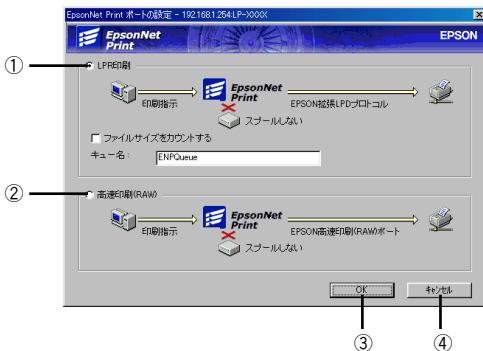 EpsonNet Print ポートの設定 - 192.168.1.254:LP-XXXX
EpsonNet
Print
EPSON
① LPR印刷
印刷指示
EpsonNet
Print
スプールしない
EPSON拡張LPDプロトコル
ファイルサイズをカウントする
キュー名:
ENPQueue
② 高速印刷(RAW)
印刷指示
EpsonNet
Print
スプールしない
EPSON高速印刷(RAW)ポート
OK
キャンセル
③
④